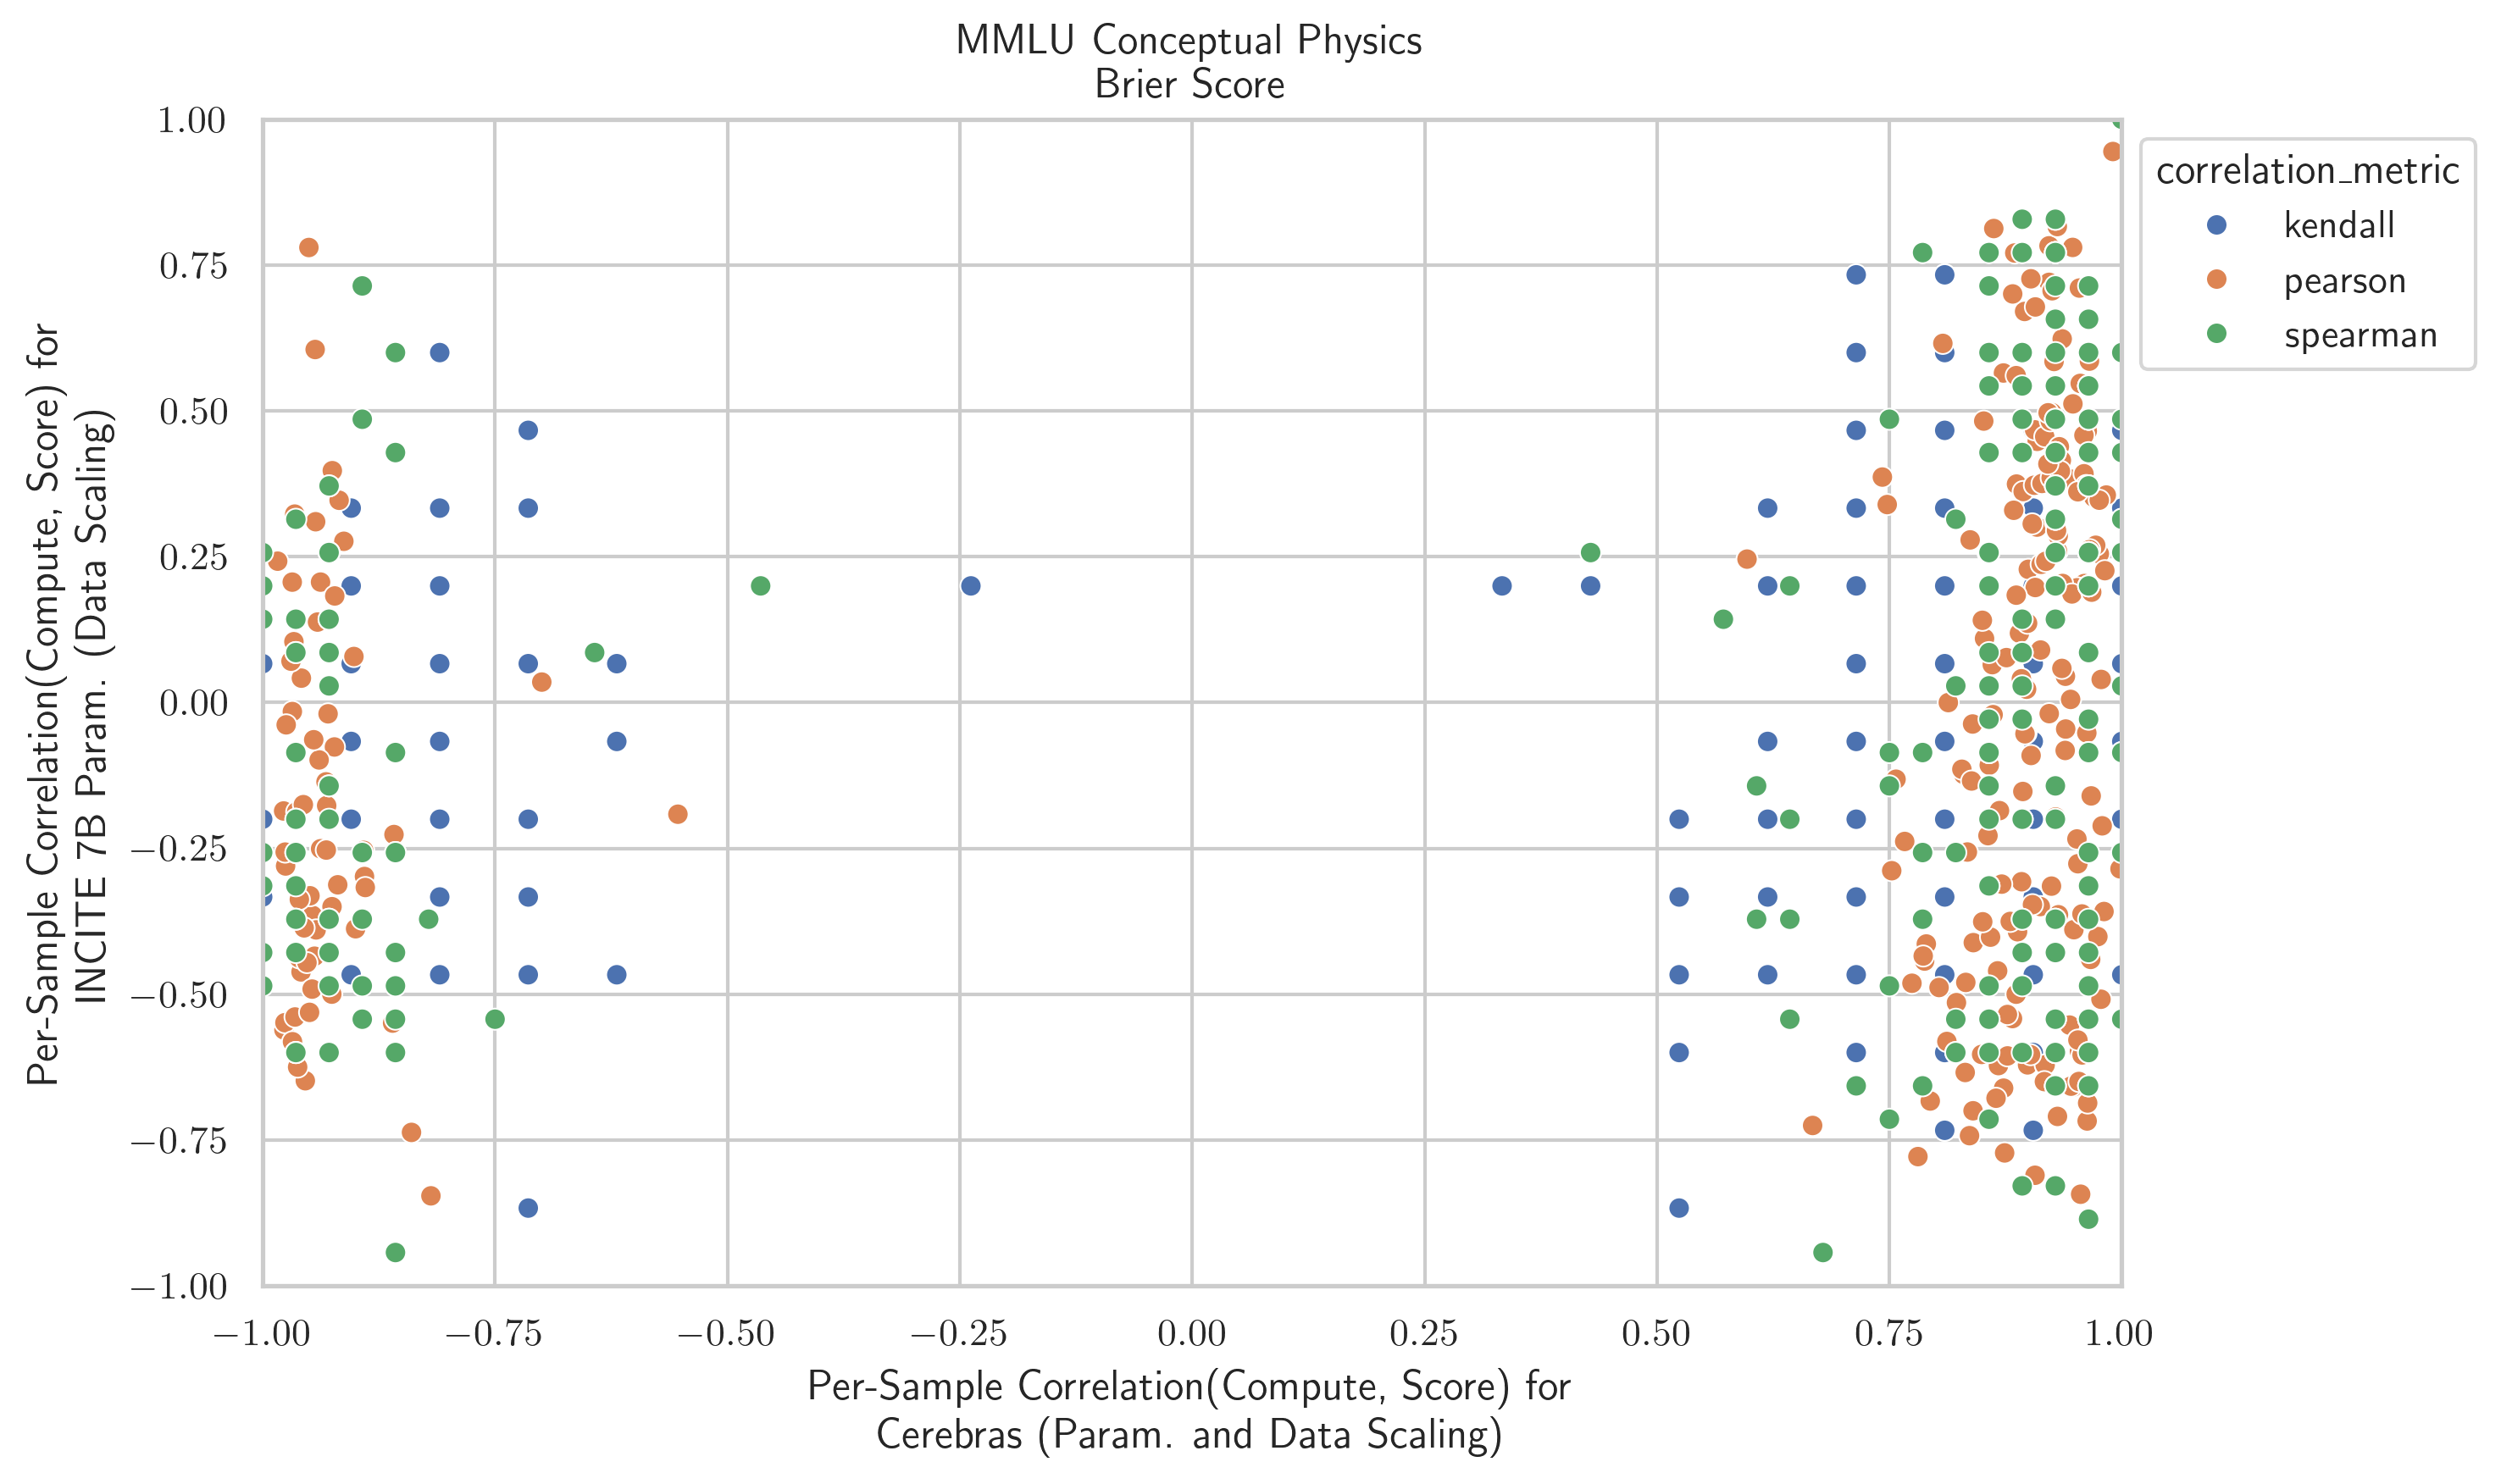 MMLU Conceptual Physics
Brier Score
Per-Sample Correlation(Compute, Score) for
INCITE 7B Param. (Data Scaling)
1.00
0.75
0.50
0.25
0.00
−0.25
−0.50
−0.75
−1.00
−1.00 −0.75 −0.50 −0.25 0.00 0.25 0.50 0.75 1.00
Per-Sample Correlation(Compute, Score) for
Cerebras (Param. and Data Scaling)
correlation_metric
kendall
pearson
spearman